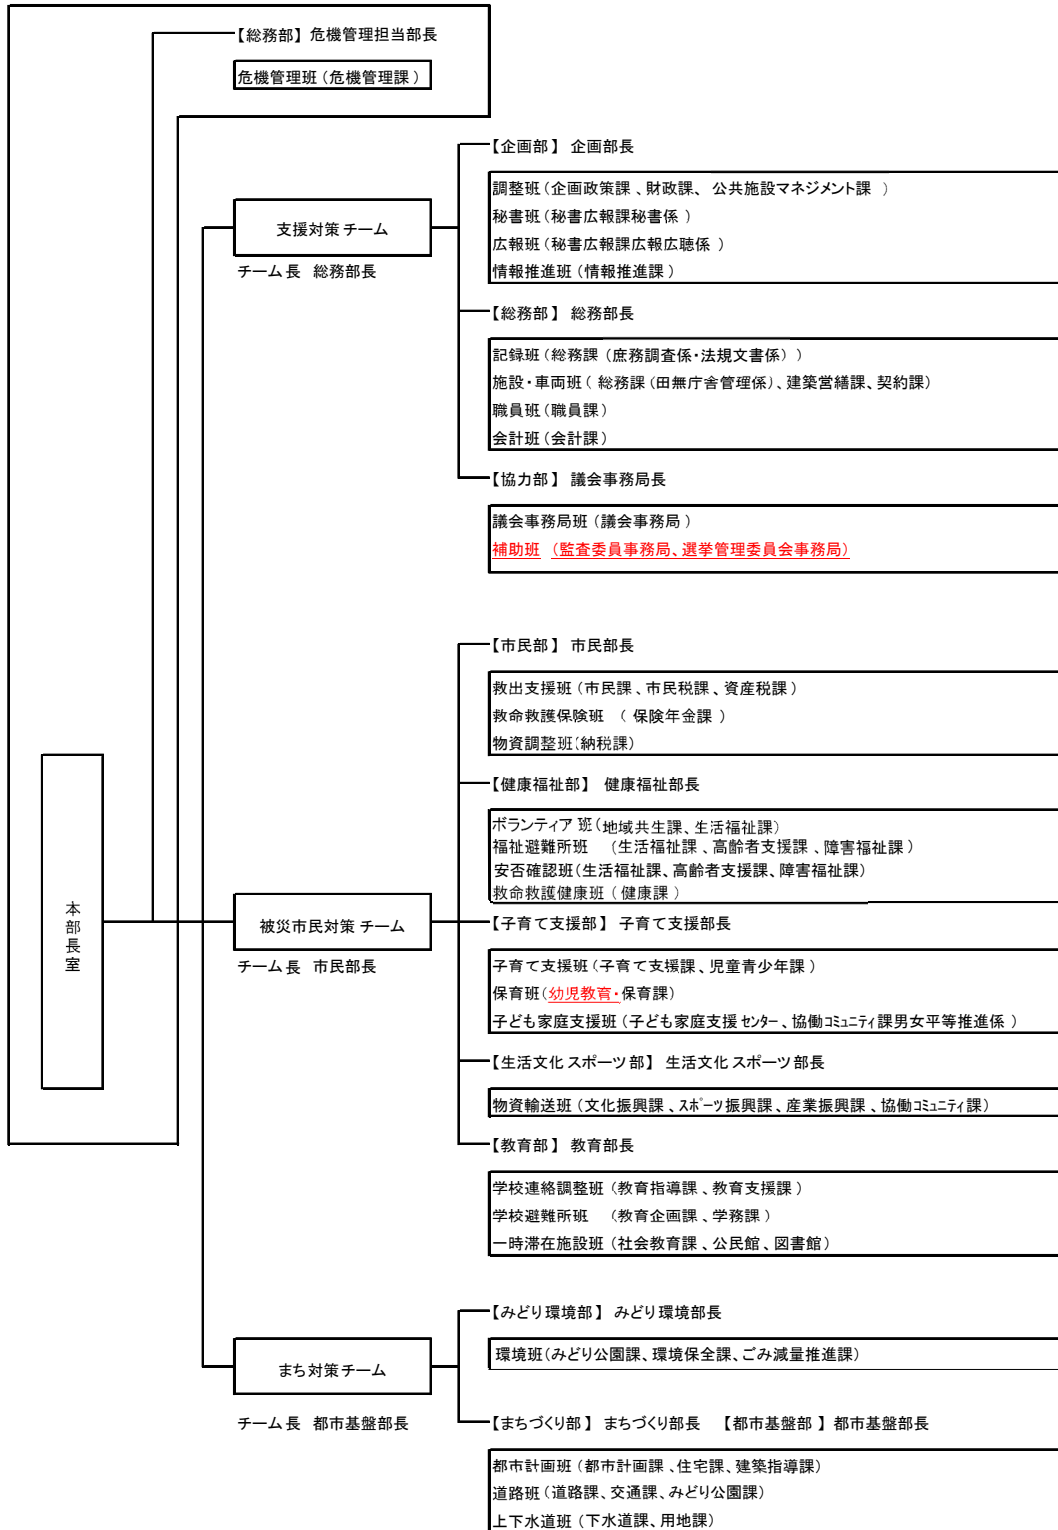 【総務部】 危機管理担当部長
危機管理班（危機管理課）
【企画部】 企画部長
調整班（企画政策課、財政課、公共施設マネジメント課）
秘書班（秘書広報課秘書係）
広報班（秘書広報課広報広聴係）
情報推進班（情報推進課）
支援対策チーム
チーム長 総務部長
【総務部】 総務部長
記録班（総務課（庶務調査係・法規文書係））
施設・車両班（総務課（田無庁舎管理係）、建築営繕課、契約課）
職員班（職員課）
会計班（会計課）
【協力部】 議会事務局長
議会事務局班（議会事務局）
補助班 （監査委員事務局、選挙管理委員会事務局）
【市民部】 市民部長
救出支援班（市民課、市民税課、資産税課）
救命救護保険班 （保険年金課）
物資調整班（納税課）
【健康福祉部】 健康福祉部長
ボランティア班（地域共生課、生活福祉課）
福祉避難所班 （生活福祉課、高齢者支援課、障害福祉課）
安否確認班（生活福祉課、高齢者支援課、障害福祉課）
救命救護健康班（健康課）
本部長室
被災市民対策チーム
チーム長 市民部長
【子育て支援部】 子育て支援部長
子育て支援班（子育て支援課、児童青少年課）
保育班（幼児教育・保育課）
子ども家庭支援班（子ども家庭支援センター、協働コミュニティ課男女平等推進係）
【生活文化スポーツ部】 生活文化スポーツ部長
物資輸送班（文化振興課、スポーツ振興課、産業振興課、協働コミュニティ課）
【教育部】 教育部長
学校連絡調整班（教育指導課、教育支援課）
学校避難所班 （教育企画課、学務課）
一時滞在施設班（社会教育課、公民館、図書館）
【みどり環境部】 みどり環境部長
環境班（みどり公園課、環境保全課、ごみ減量推進課）
まち対策チーム
チーム長 都市基盤部長
【まちづくり部】 まちづくり部長 【都市基盤部】 都市基盤部長
都市計画班（都市計画課、住宅課、建築指導課）
道路班（道路課、交通課、みどり公園課）
上下水道班（下水道課、用地課）